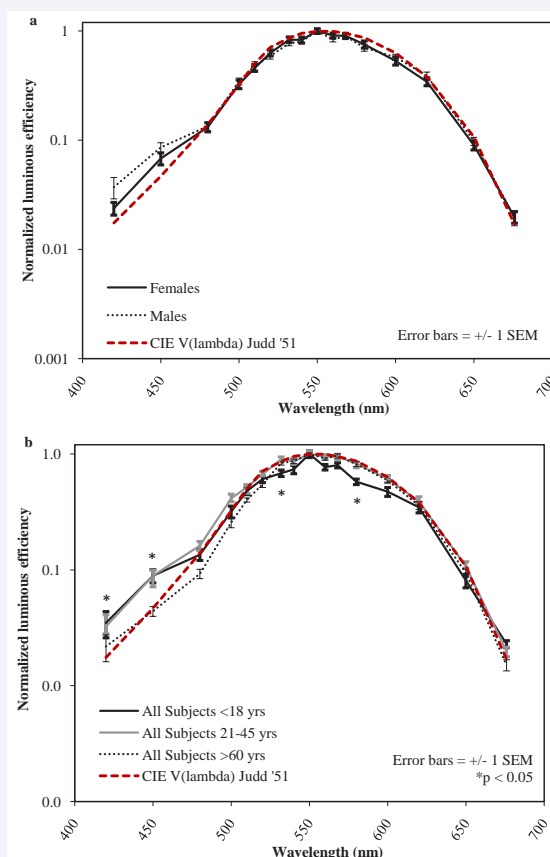 a
Normalized luminous efficiency
1
0.1
0.01
0.001
Females
Males
CIE V(lambda) Judd '51
Error bars = +/- 1 SEM
400 450 500 550 600 650 700
Wavelength (nm)
b
Normalized luminous efficiency
1.0
0.1
0.0
0.0
* * * *
All Subjects <18 yrs
All Subjects 21-45 yrs
All Subjects >60 yrs
CIE V(lambda) Judd '51
Error bars = +/- 1 SEM
*p < 0.05
400 450 500 550 600 650 700
Wavelength (nm)